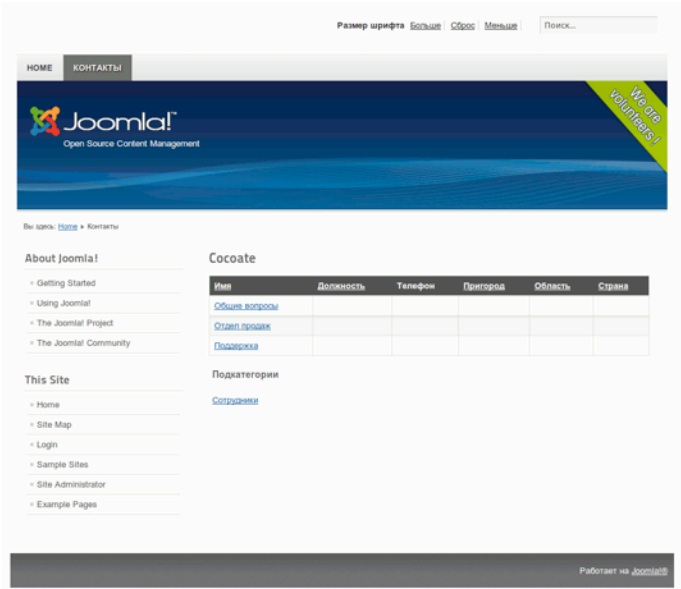 Размер шрифта Больше Сброс Меньше Поиск...
HOME КОНТАКТЫ
Joomla!™
Open Source Content Management
We are
volunteers!
Вы здесь: Home Контакты
About Joomla!
Getting Started
Using Joomla!
The Joomla! Project
The Joomla! Community
This Site
Home
Site Map
Login
Sample Sites
Site Administrator
Example Pages
Cocoate
Имя Должность Телефон Пригород Область Страна
Общие вопросы
Отдел продаж
Поддержка
Подкатегории
Сотрудники
Работает на Joomla!®